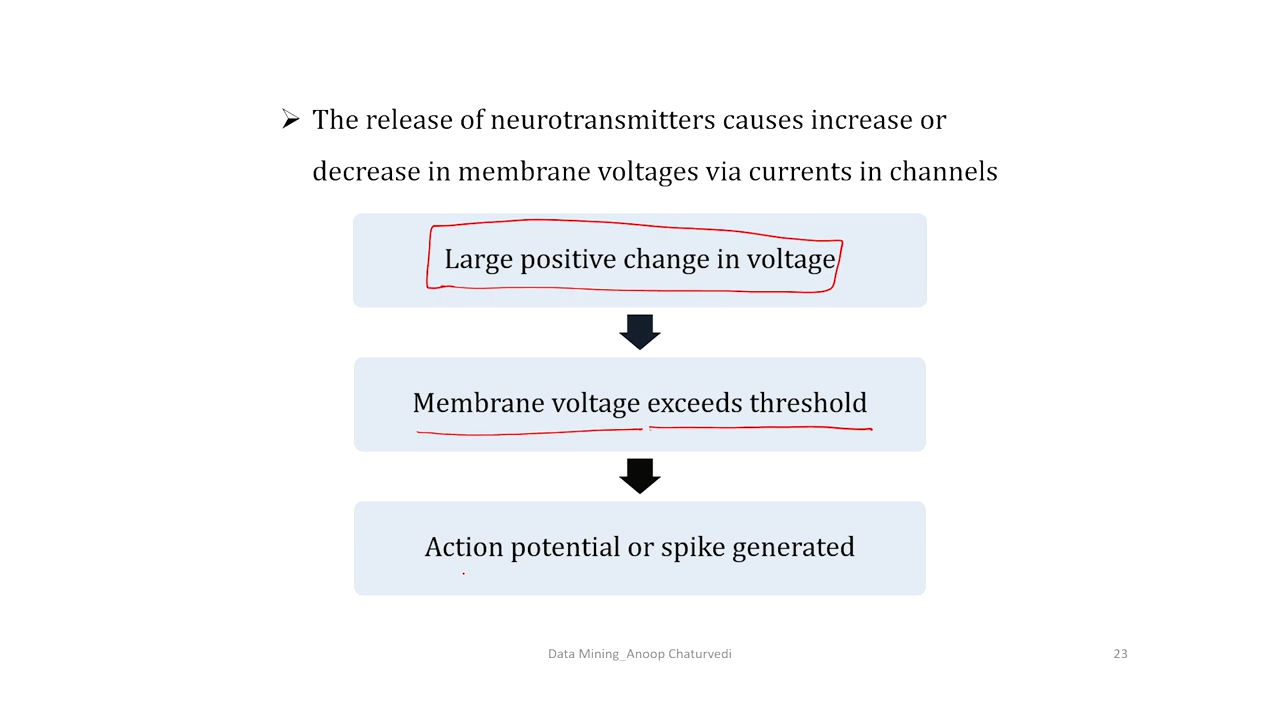 ➢ The release of neurotransmitters causes increase or
decrease in membrane voltages via currents in channels
Large positive change in voltage
Membrane voltage exceeds threshold
Action potential or spike generated
Data Mining_Anoop Chaturvedi
23